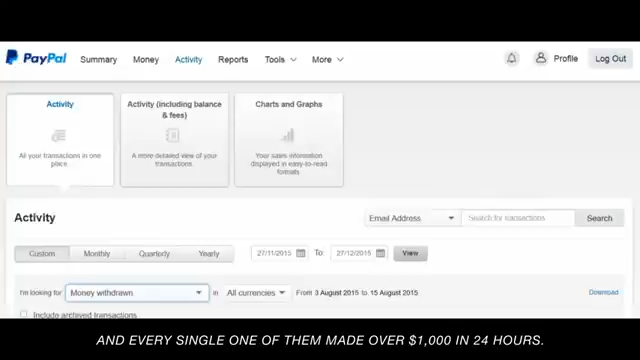 PayPal Summary Money Activity Reports Tools More Profile Log Out
Activity Activity (including balance & fees) Charts and Graphs
All your transactions in one place. A more detailed view of your transactions. Your sales information displayed in easy-to-read formats
Activity Email Address Search for transactions Search
Custom Monthly Quarterly Yearly 27/11/2015 To: 27/12/2015 View
I'm looking for Money withdrawn in All currencies From 3 August 2015 to 15 August 2015 Download
Include archived transactions
AND EVERY SINGLE ONE OF THEM MADE OVER $1,000 IN 24 HOURS.